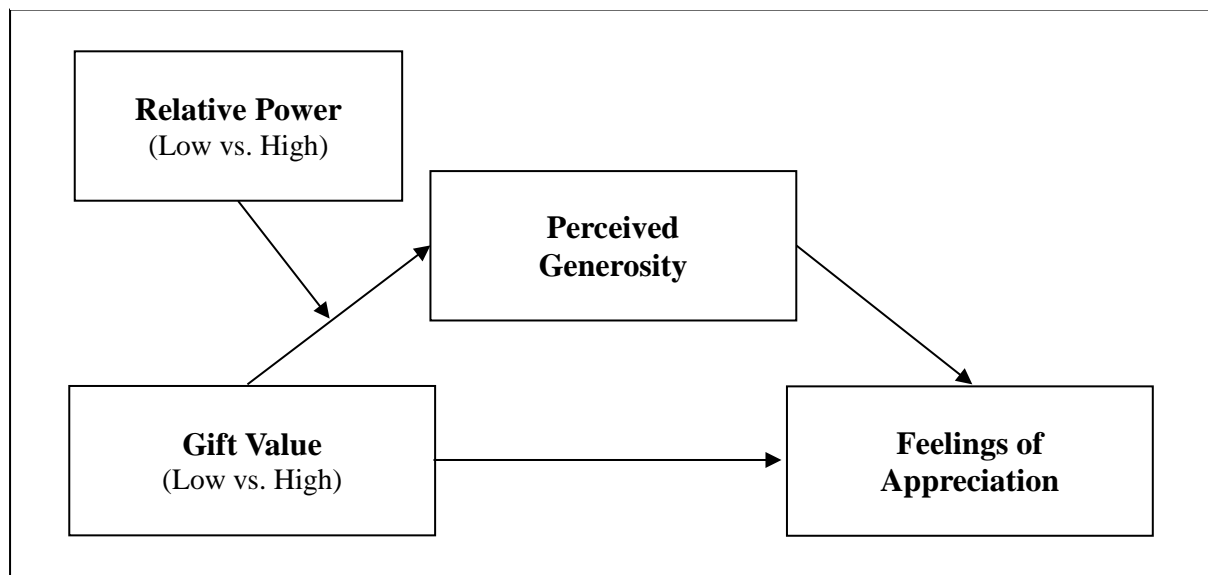 Relative Power
(Low vs. High)
Perceived
Generosity
Gift Value
(Low vs. High)
Feelings of
Appreciation